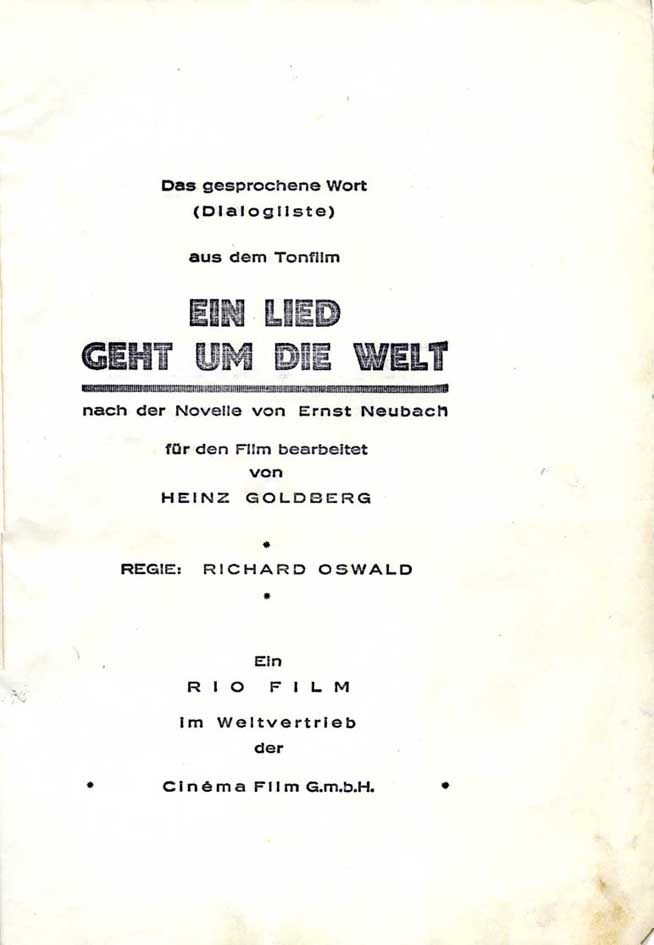 Das gesprochene Wort
(Dialogliste)
aus dem Tonfilm
EIN LIED
GEHT UM DIE WELT
nach der Novelle von Ernst Neubach
für den Film bearbeitet
von
HEINZ GOLDBERG
*
REGIE: RICHARD OSWALD
*
Ein
RIO FILM
im Weltvertrieb
der
* Cinéma Film G.m.b.H. *